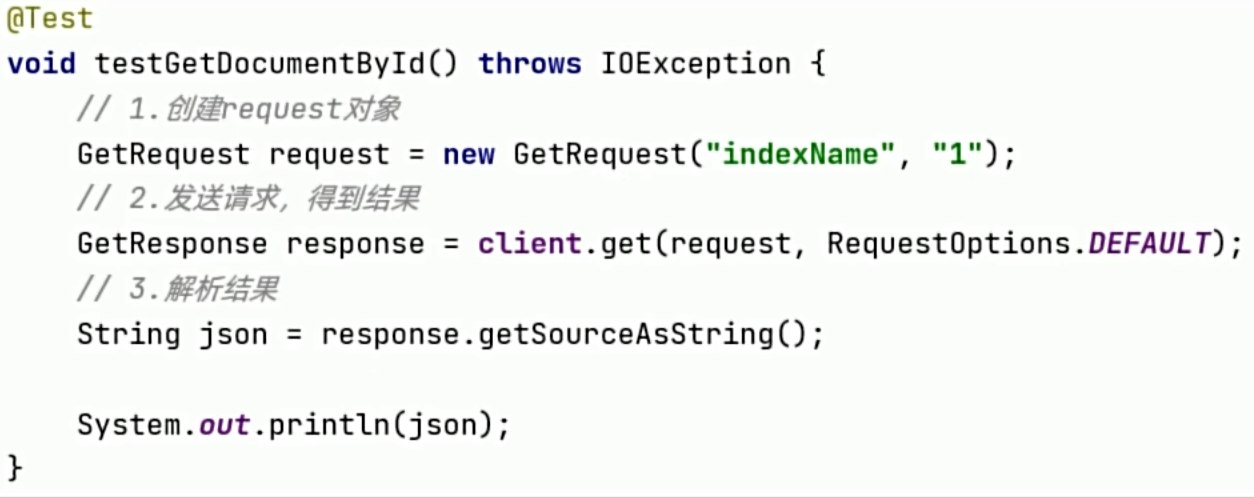 @Test
void testGetDocumentById() throws IOException {
    // 1.创建request对象
    GetRequest request = new GetRequest("indexName", "1");
    // 2.发送请求，得到结果
    GetResponse response = client.get(request, RequestOptions.DEFAULT);
    // 3.解析结果
    String json = response.getSourceAsString();

    System.out.println(json);
}